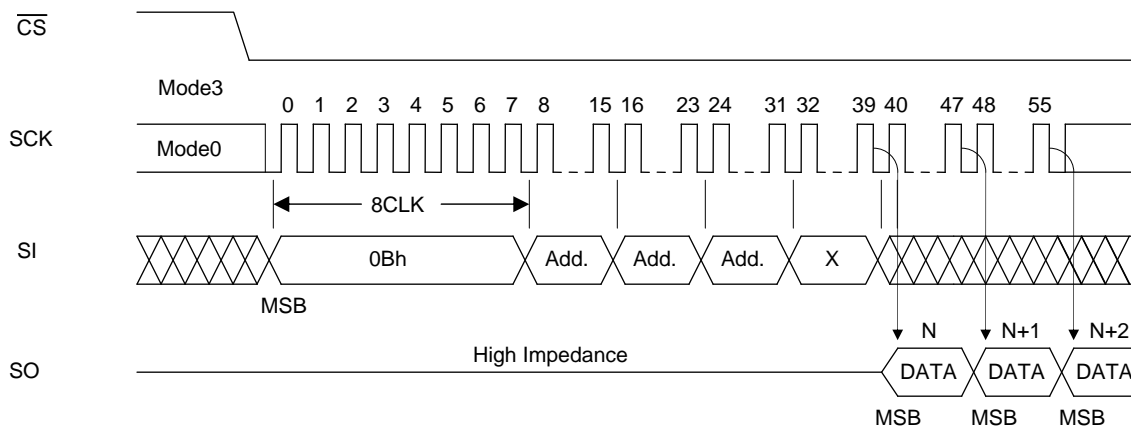 CS
Mode3
0 1 2 3 4 5 6 7 8 15 16 23 24 31 32 39 40 47 48 55
SCK
Mode0
8CLK
SI
0Bh Add. Add. Add. X
MSB
N N+1 N+2
High Impedance
SO
DATA DATA DATA
MSB MSB MSB